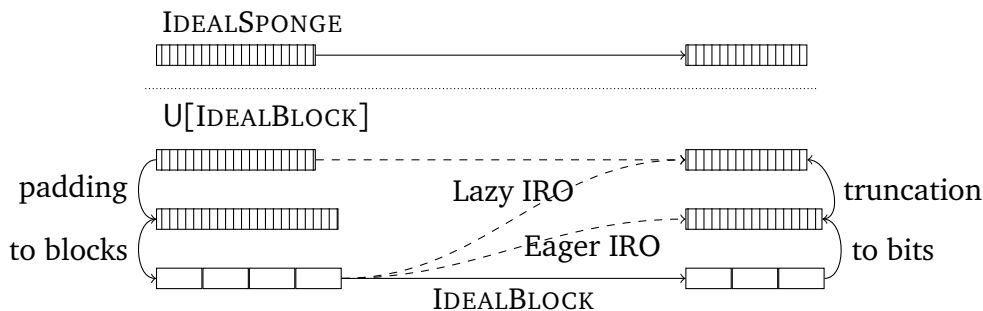 IDEALSPONGE
U[IDEALBLOCK]
padding
Lazy IRO
truncation
to blocks
Eager IRO
to bits
IDEALBLOCK